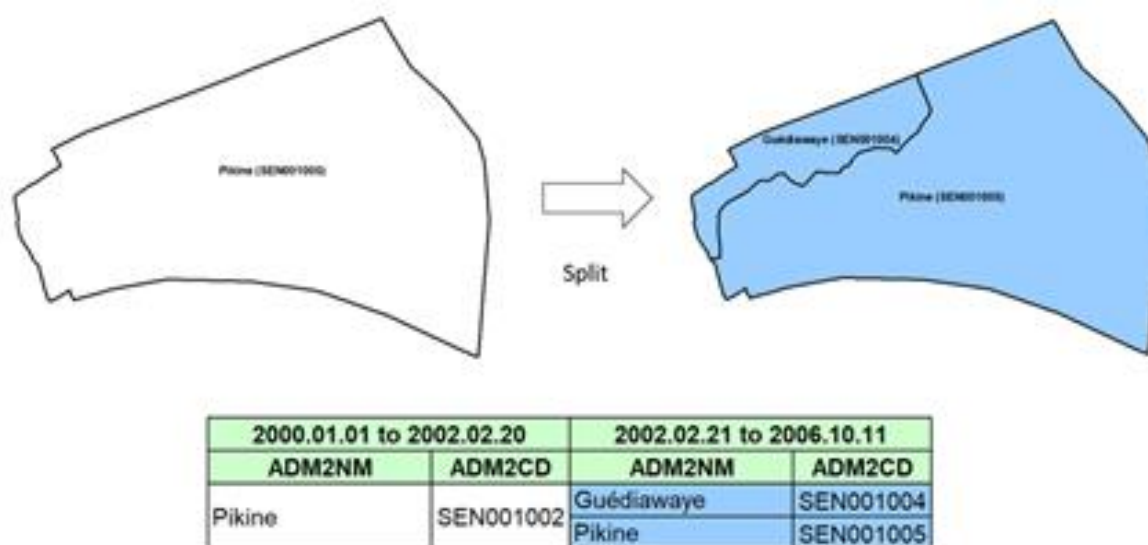 Pikine
Guédiawaye (SEN001004)
Pikine (SEN001005)
Split
2000.01.01 to 2002.02.20 2002.02.21 to 2006.10.11
ADM2NM ADM2CD ADM2NM ADM2CD
Pikine SEN001002 Guédiawaye SEN001004
Pikine SEN001005